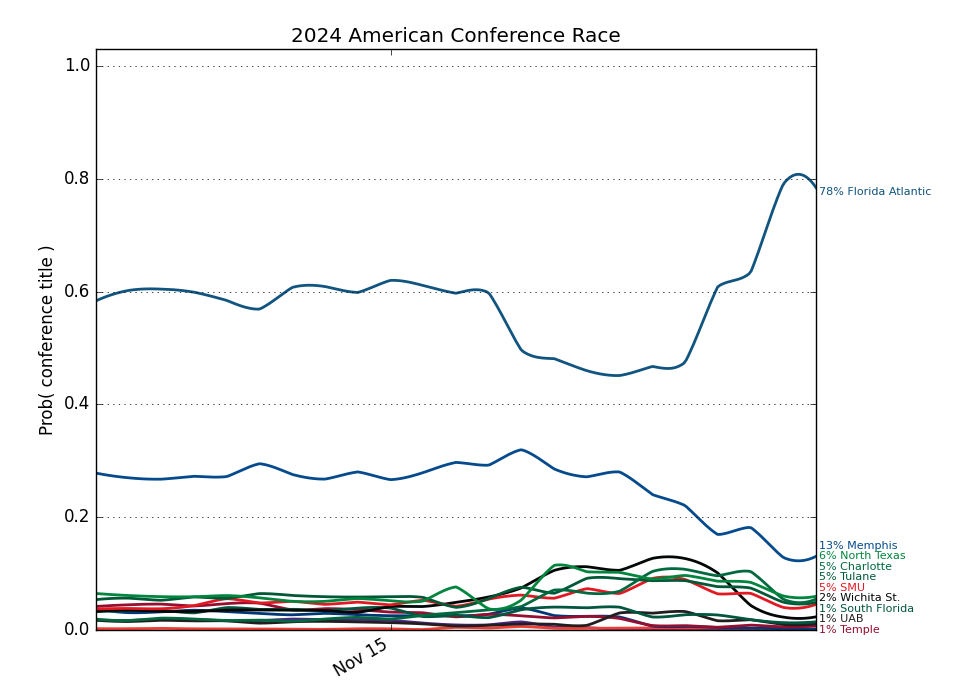 2024 American Conference Race
1.0
0.8
0.6
0.4
0.2
0.0
Prob( conference title )
Nov 15
78% Florida Atlantic
13% Memphis
6% North Texas
5% Charlotte
5% Tulane
5% SMU
2% Wichita St.
1% South Florida
1% UAB
1% Temple